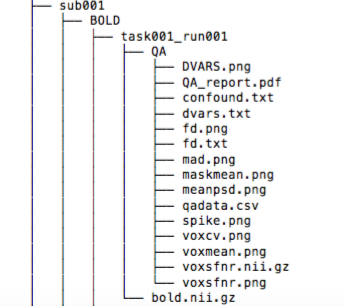 sub001
BOLD
task001_run001
QA
DVARS.png
QA_report.pdf
confound.txt
dvars.txt
fd.png
fd.txt
mad.png
maskmean.png
meanpsd.png
qadata.csv
spike.png
voxcv.png
voxmean.png
voxsfnr.nii.gz
voxsfnr.png
bold.nii.gz